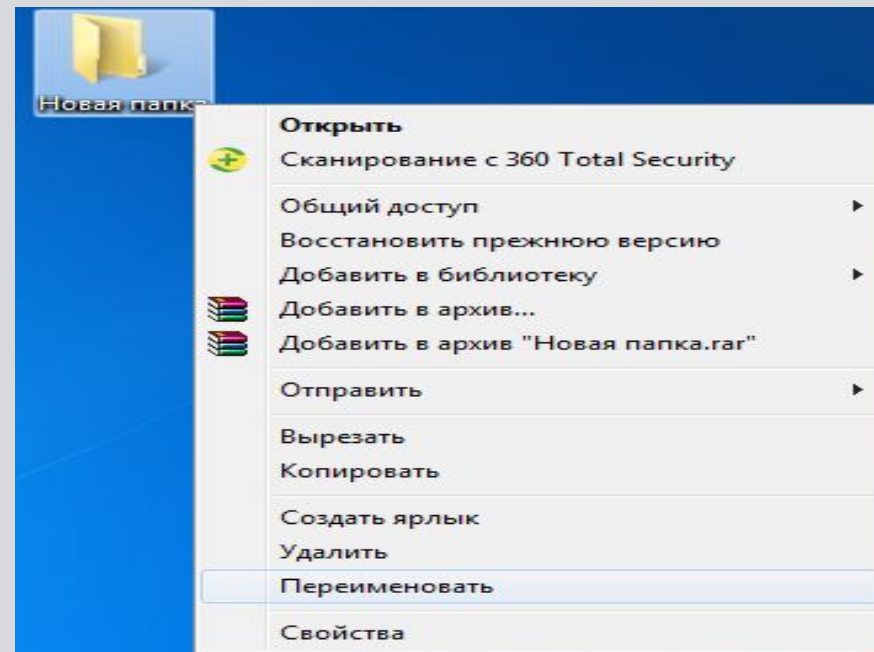 Новая папка
Открыть
Сканирование с 360 Total Security
Общий доступ
Восстановить прежнюю версию
Добавить в библиотеку
Добавить в архив...
Добавить в архив "Новая папка.rar"
Отправить
Вырезать
Копировать
Создать ярлык
Удалить
Переименовать
Свойства